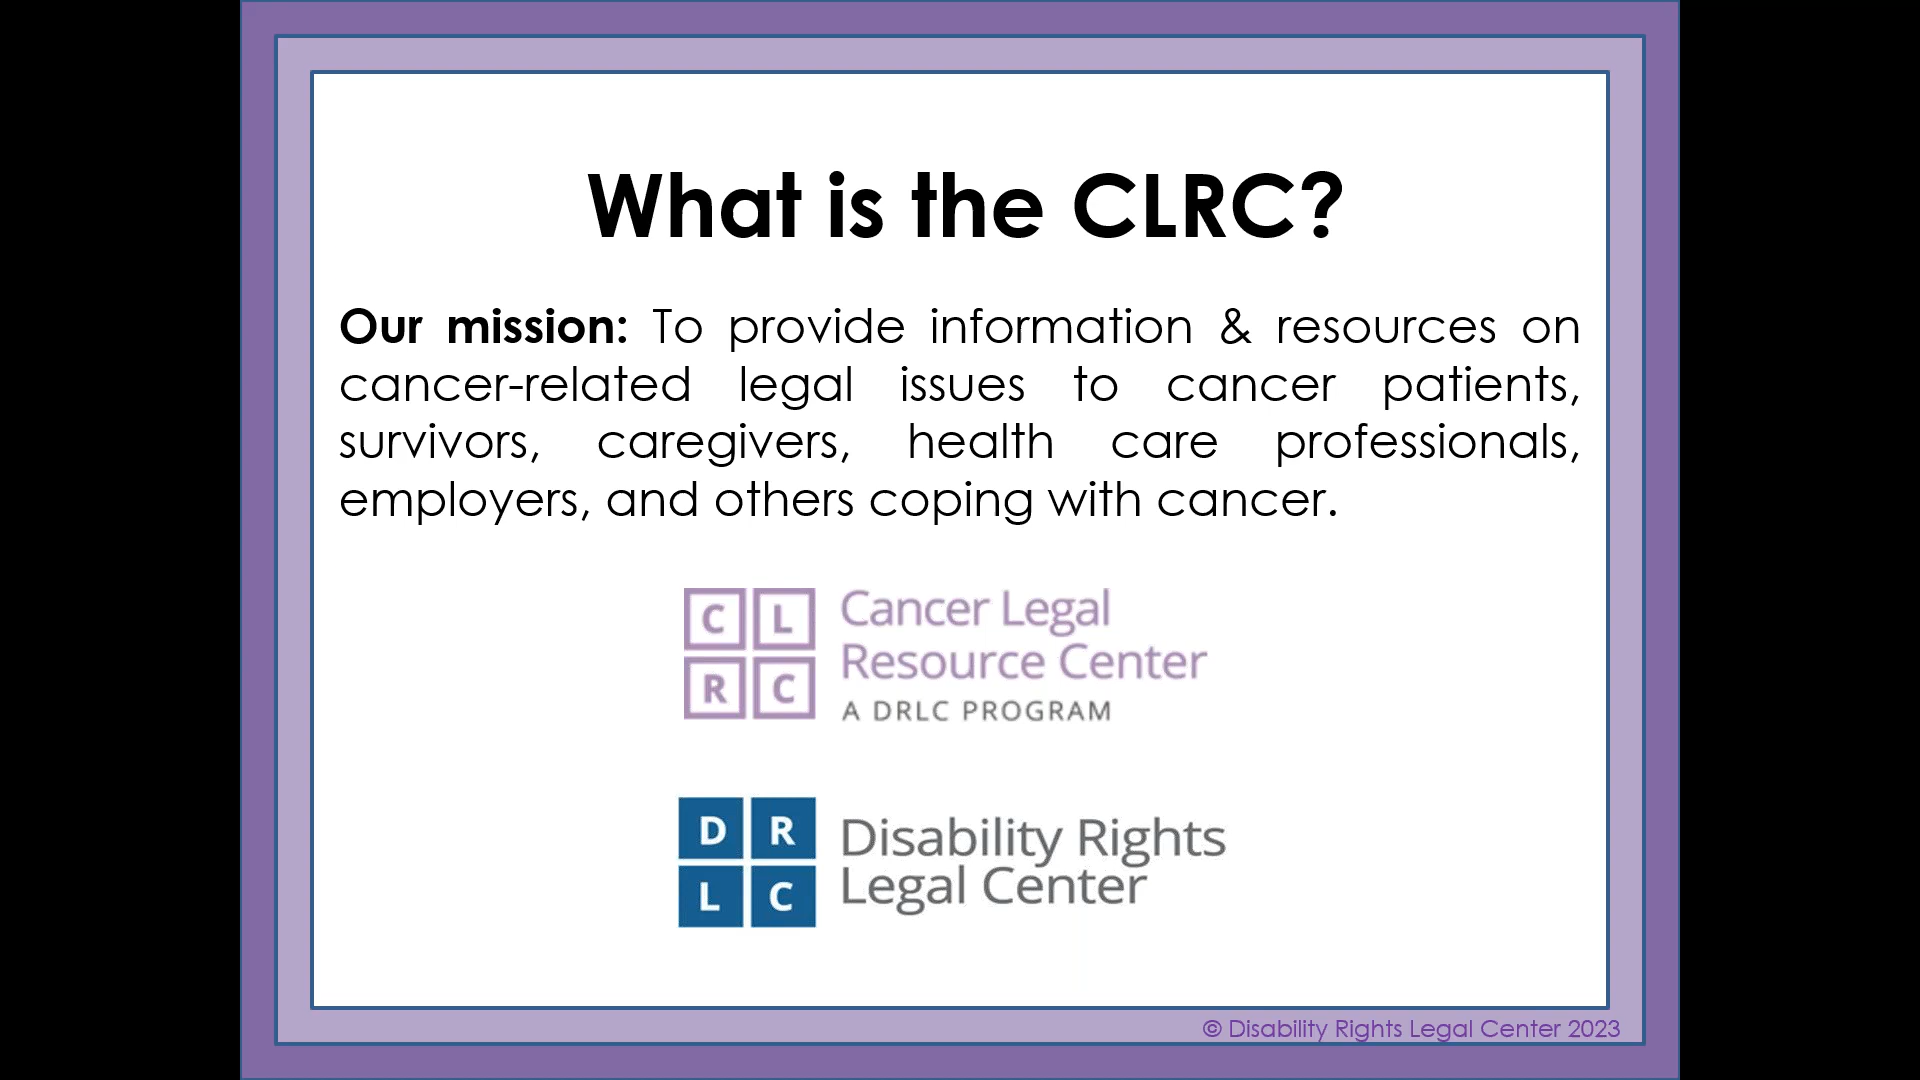 What is the CLRC?
Our mission: To provide information & resources on
cancer-related legal issues to cancer patients,
survivors, caregivers, health care professionals,
employers, and others coping with cancer.
C L
R C
Cancer Legal
Resource Center
A DRLC PROGRAM
D R
L C
Disability Rights
Legal Center
© Disability Rights Legal Center 2023